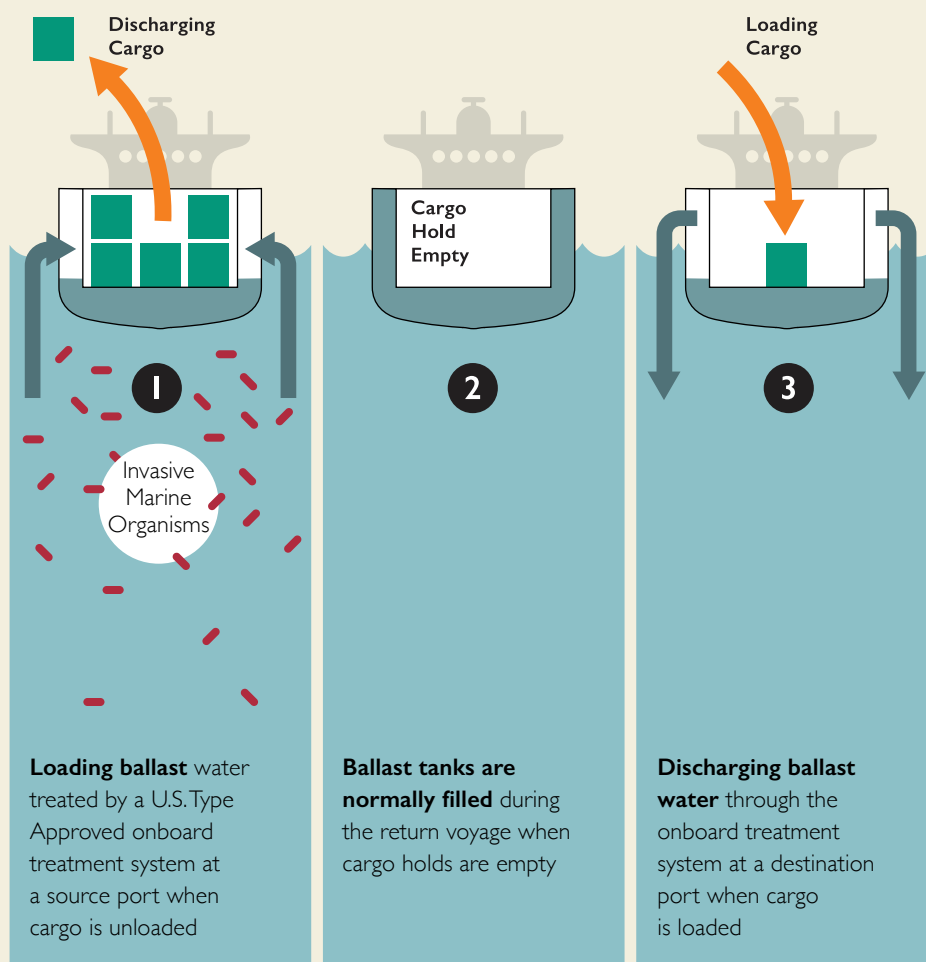 Discharging
Cargo
Loading
Cargo
Cargo
Hold
Empty
1
2
3
Invasive
Marine
Organisms
Loading ballast water
treated by a U.S. Type
Approved onboard
treatment system at
a source port when
cargo is unloaded
Ballast tanks are
normally filled during
the return voyage when
cargo holds are empty
Discharging ballast
water through the
onboard treatment
system at a destination
port when cargo
is loaded